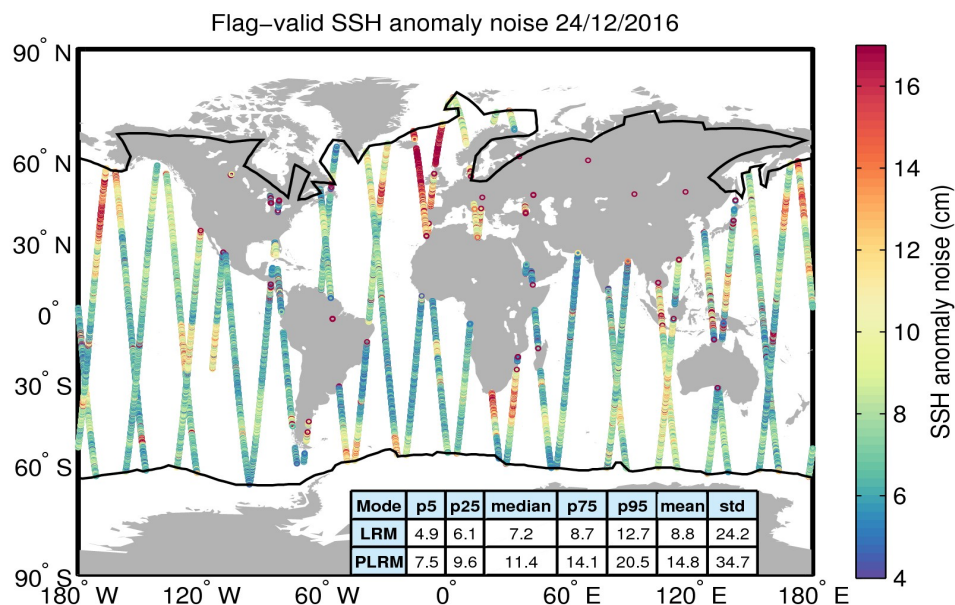 Flag−valid SSH anomaly noise 24/12/2016
90° N
60° N
30° N
0°
30° S
60° S
90° S
180° W
120° W
60° W
0°
60° E
120° E
180° E
Mode p5 p25 median p75 p95 mean std
LRM 4.9 6.1 7.2 8.7 12.7 8.8 24.2
PLRM 7.5 9.6 11.4 14.1 20.5 14.8 34.7
16
14
12
10
8
6
4
SSH anomaly noise (cm)